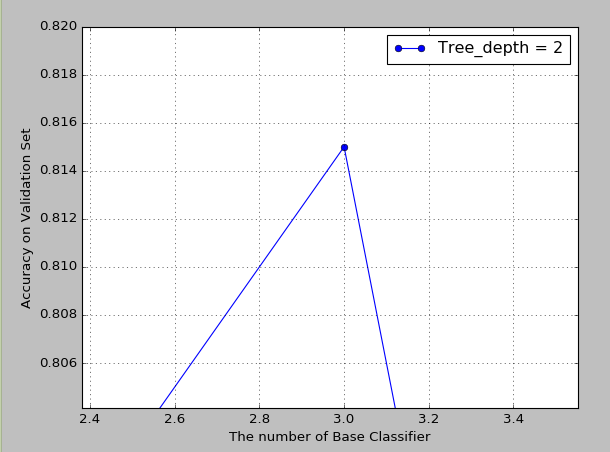 0.820
Tree_depth = 2
0.818
0.816
0.814
0.812
0.810
0.808
0.806
Accuracy on Validation Set
2.4 2.6 2.8 3.0 3.2 3.4
The number of Base Classifier